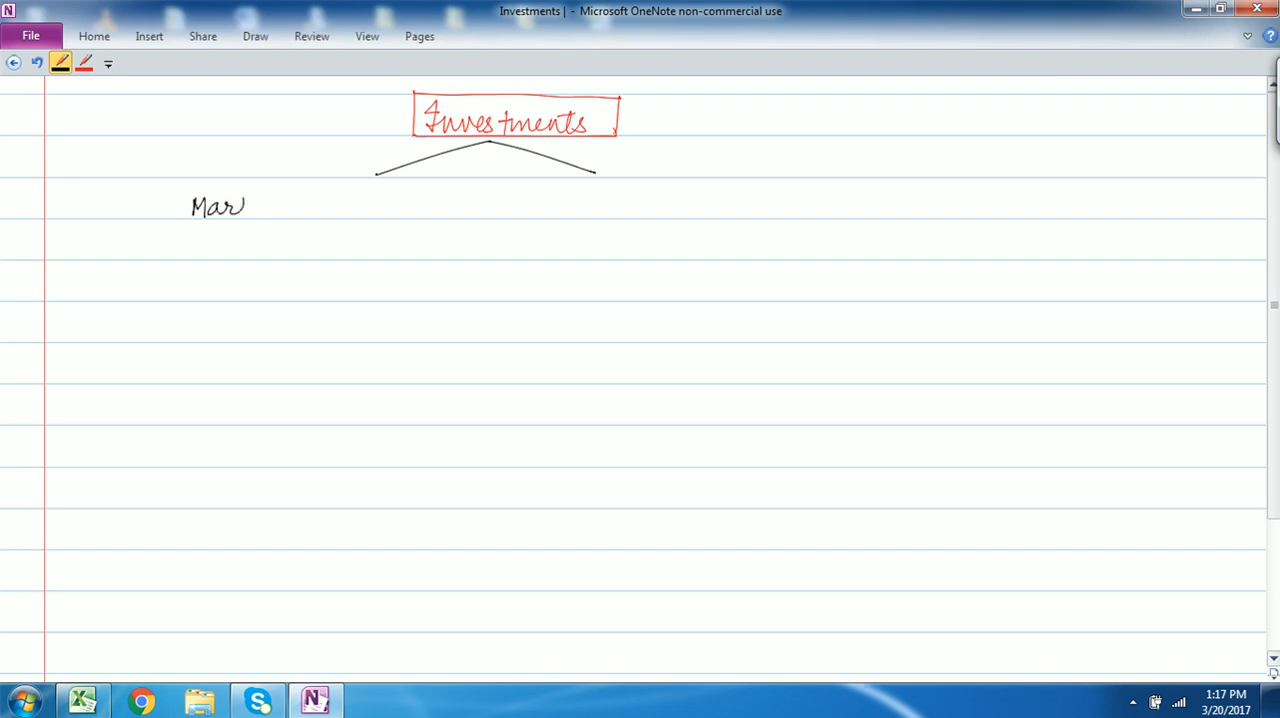 Investments | - Microsoft OneNote non-commercial use
File Home Insert Share Draw Review View Pages
Investments
Mar
1:17 PM
3/20/2017